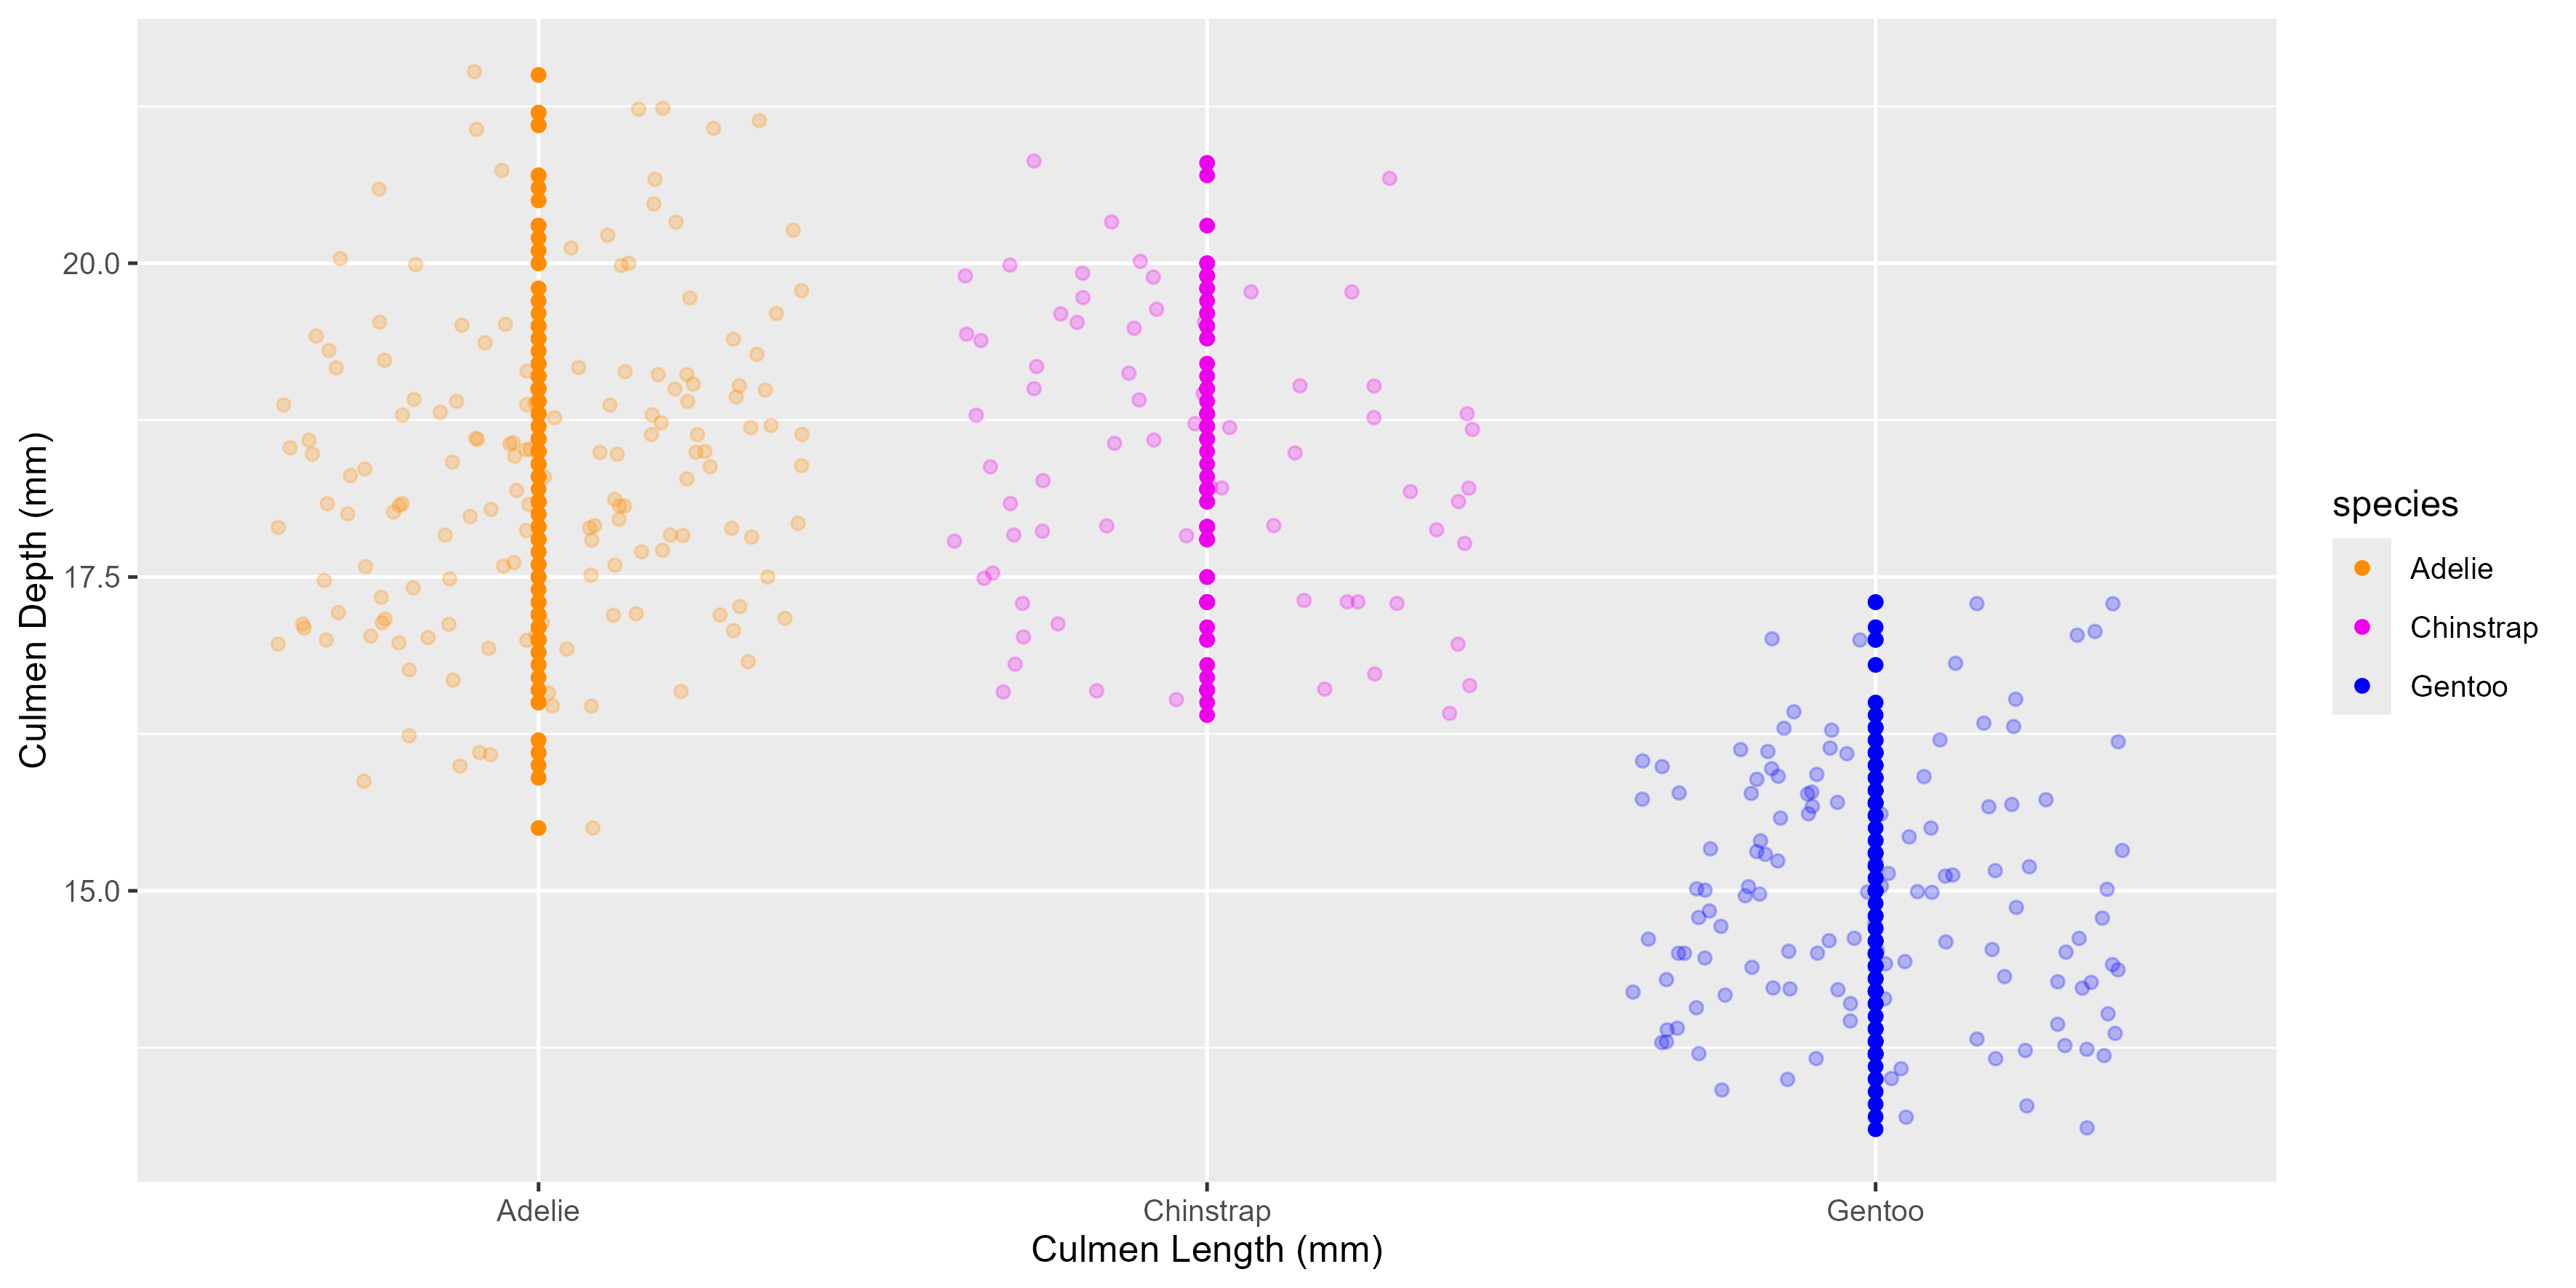 Culmen Depth (mm)
20.0
17.5
15.0
Adelie
Chinstrap
Gentoo
Culmen Length (mm)
species
Adelie
Chinstrap
Gentoo